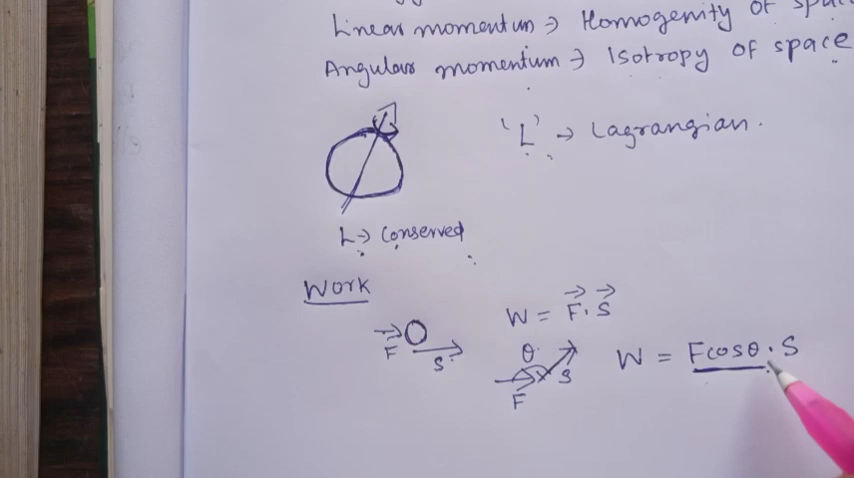 Linear momentum ⇒ Homogenity of
Angular momentum → Isotropy of space
'L' → Lagrangian.
L → Conserved
Work
W = F⃗ . S⃗
F S
θ
F S
W = Fcosθ . S